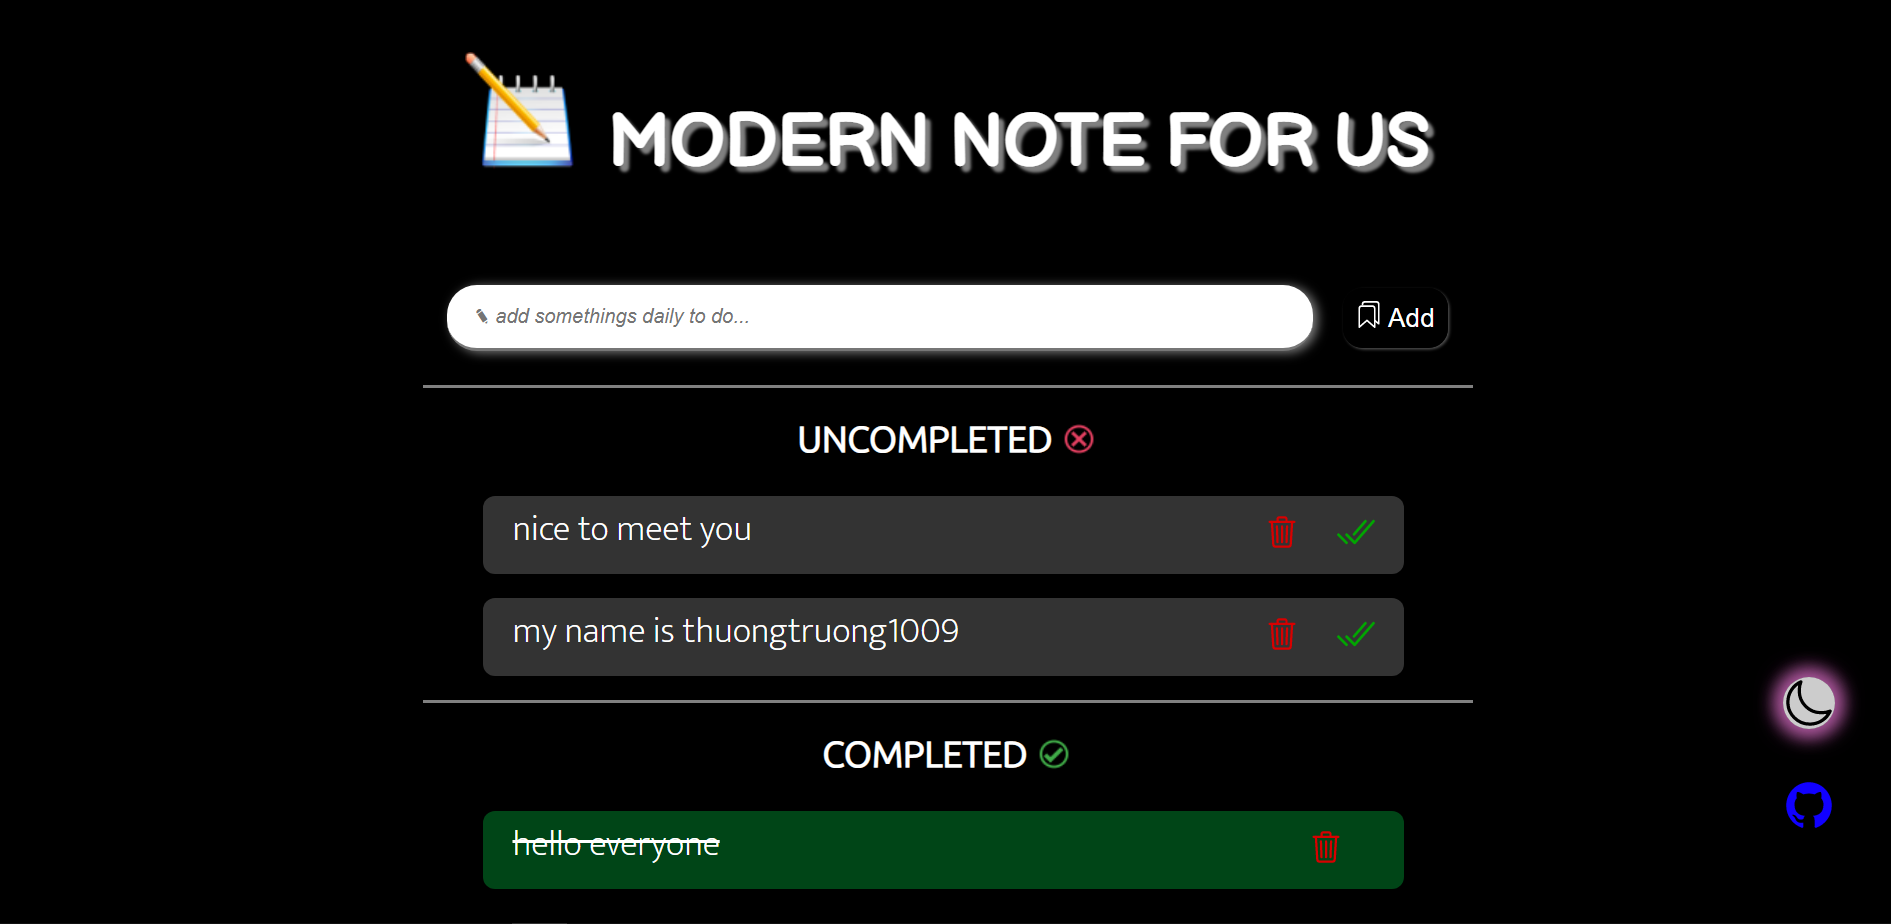 MODERN NOTE FOR US
✎ add somethings daily to do...
Add
UNCOMPLETED
nice to meet you
my name is thuongtruong1009
COMPLETED
hello everyone